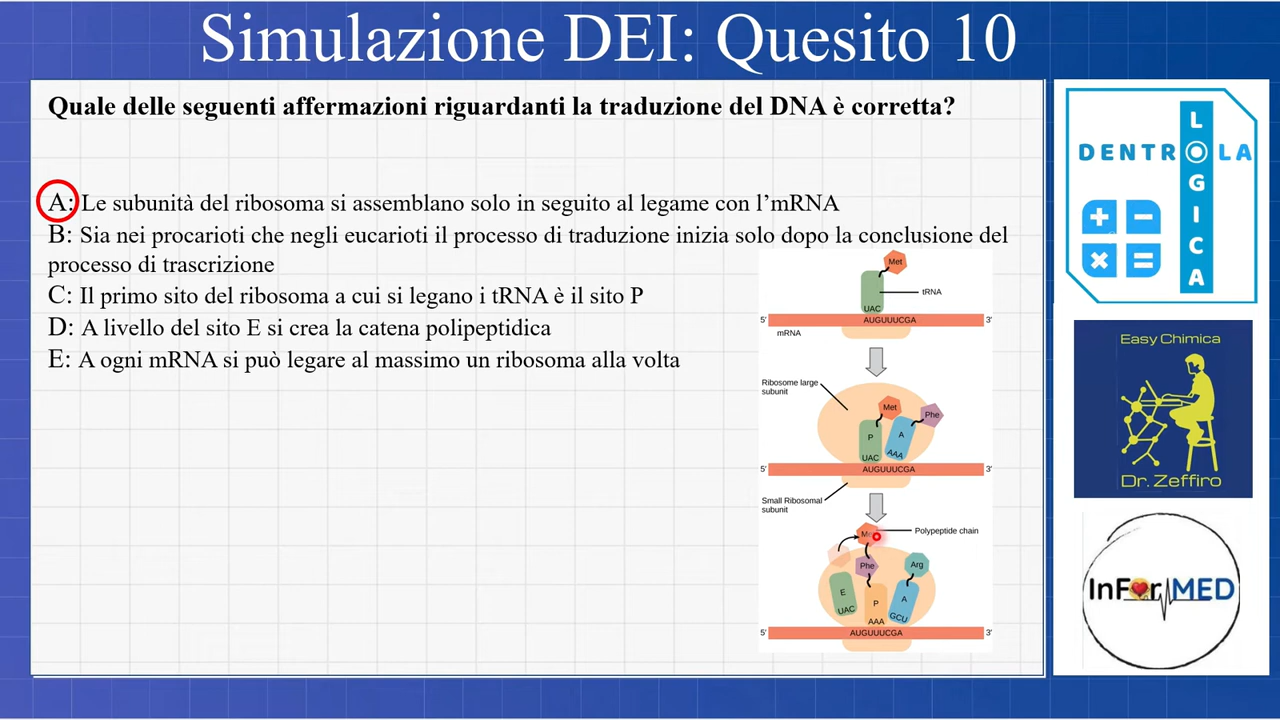 Simulazione DEI: Quesito 10
Quale delle seguenti affermazioni riguardanti la traduzione del DNA è corretta?
A: Le subunità del ribosoma si assemblano solo in seguito al legame con l’mRNA
B: Sia nei procarioti che negli eucarioti il processo di traduzione inizia solo dopo la conclusione del
processo di trascrizione
C: Il primo sito del ribosoma a cui si legano i tRNA è il sito P
D: A livello del sito E si crea la catena polipeptidica
E: A ogni mRNA si può legare al massimo un ribosoma alla volta
Met
tRNA
UAC
5' AUGUUUCGA 3'
mRNA
Ribosome large
subunit
Met
Phe
P
A
UAC
AAA
5' AUGUUUCGA 3'
Small Ribosomal
subunit
Polypeptide chain
Phe
Arg
E
P
A
UAC
AAA
GCU
5' AUGUUUCGA 3'
DENTRO LA
LOGICA
Easy Chimica
Dr. Zeffiro
InForMED